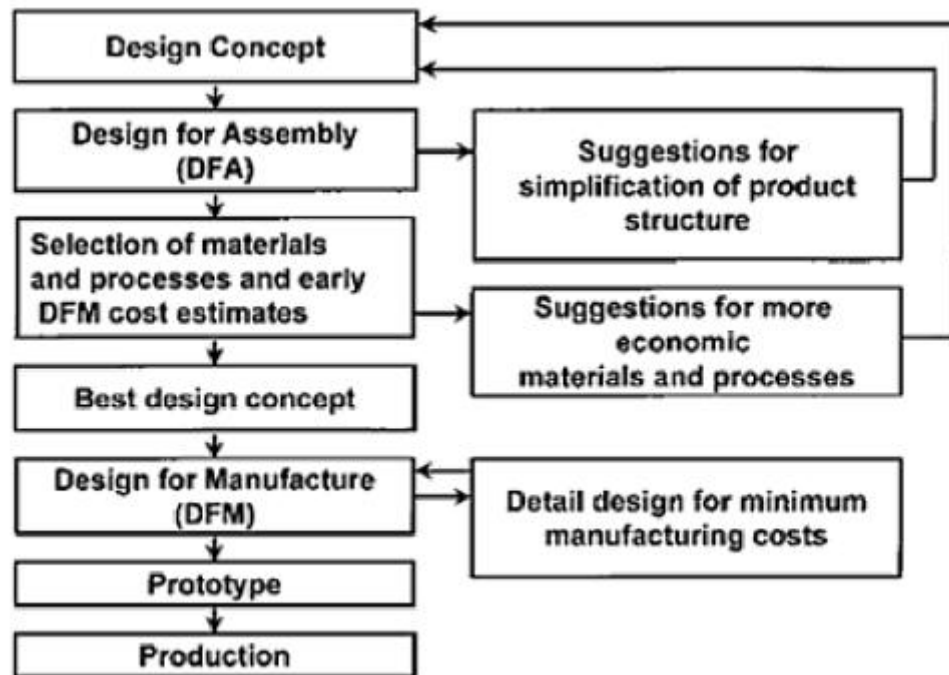 Design Concept
Design for Assembly
(DFA)
Suggestions for
simplification of product
structure
Selection of materials
and processes and early
DFM cost estimates
Suggestions for more
economic
materials and processes
Best design concept
Design for Manufacture
(DFM)
Detail design for minimum
manufacturing costs
Prototype
Production